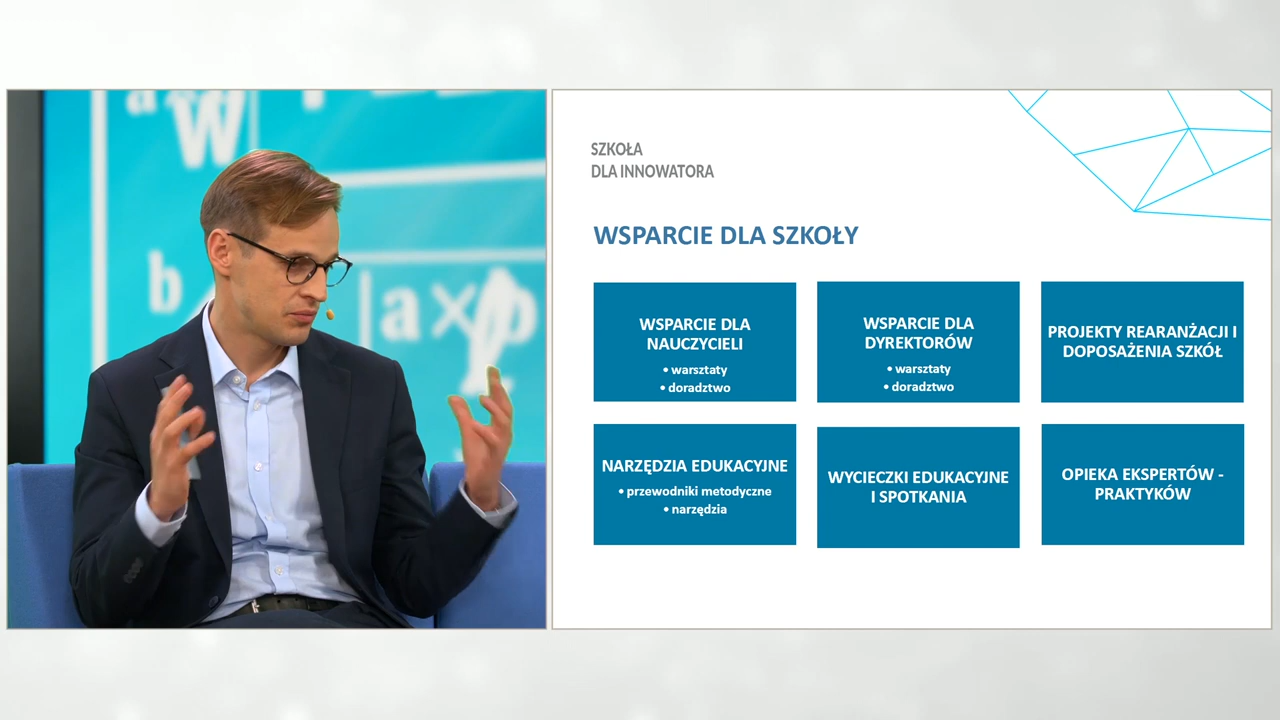 a
W
b
|a×b
SZKOŁA
DLA INNOWATORA
WSPARCIE DLA SZKOŁY
WSPARCIE DLA
NAUCZYCIELI
• warsztaty
• doradztwo
WSPARCIE DLA
DYREKTORÓW
• warsztaty
• doradztwo
PROJEKTY REARANŻACJI I
DOPOSAŻENIA SZKÓŁ
NARZĘDZIA EDUKACYJNE
• przewodniki metodyczne
• narzędzia
WYCIECZKI EDUKACYJNE
I SPOTKANIA
OPIEKA EKSPERTÓW -
PRAKTYKÓW